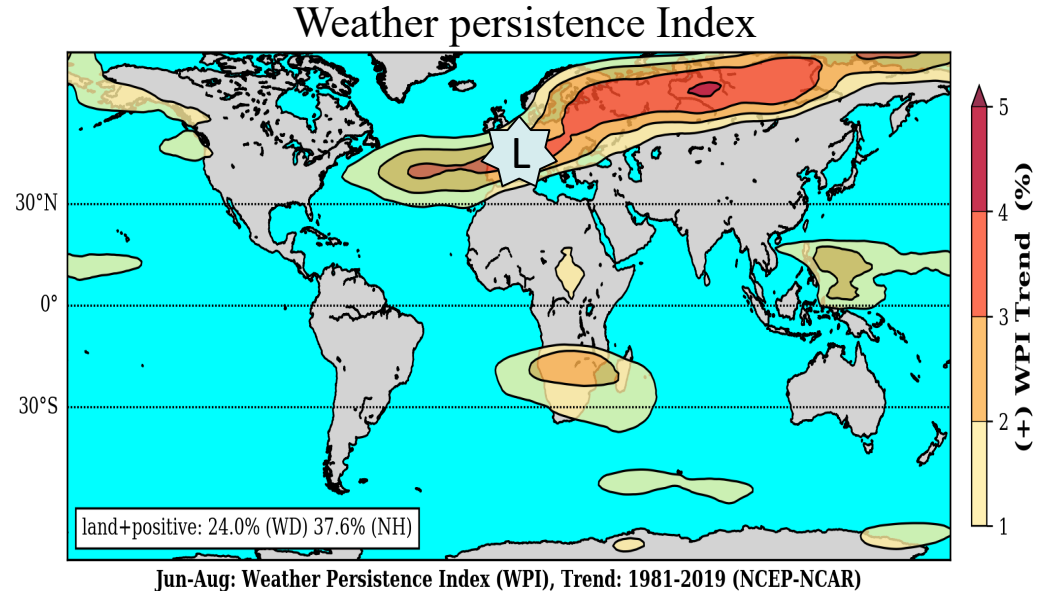 Weather persistence Index
L
30°N
0°
30°S
5
4
3
2
1
(+) WPI Trend (%)
land+positive: 24.0% (WD) 37.6% (NH)
Jun-Aug: Weather Persistence Index (WPI), Trend: 1981-2019 (NCEP-NCAR)